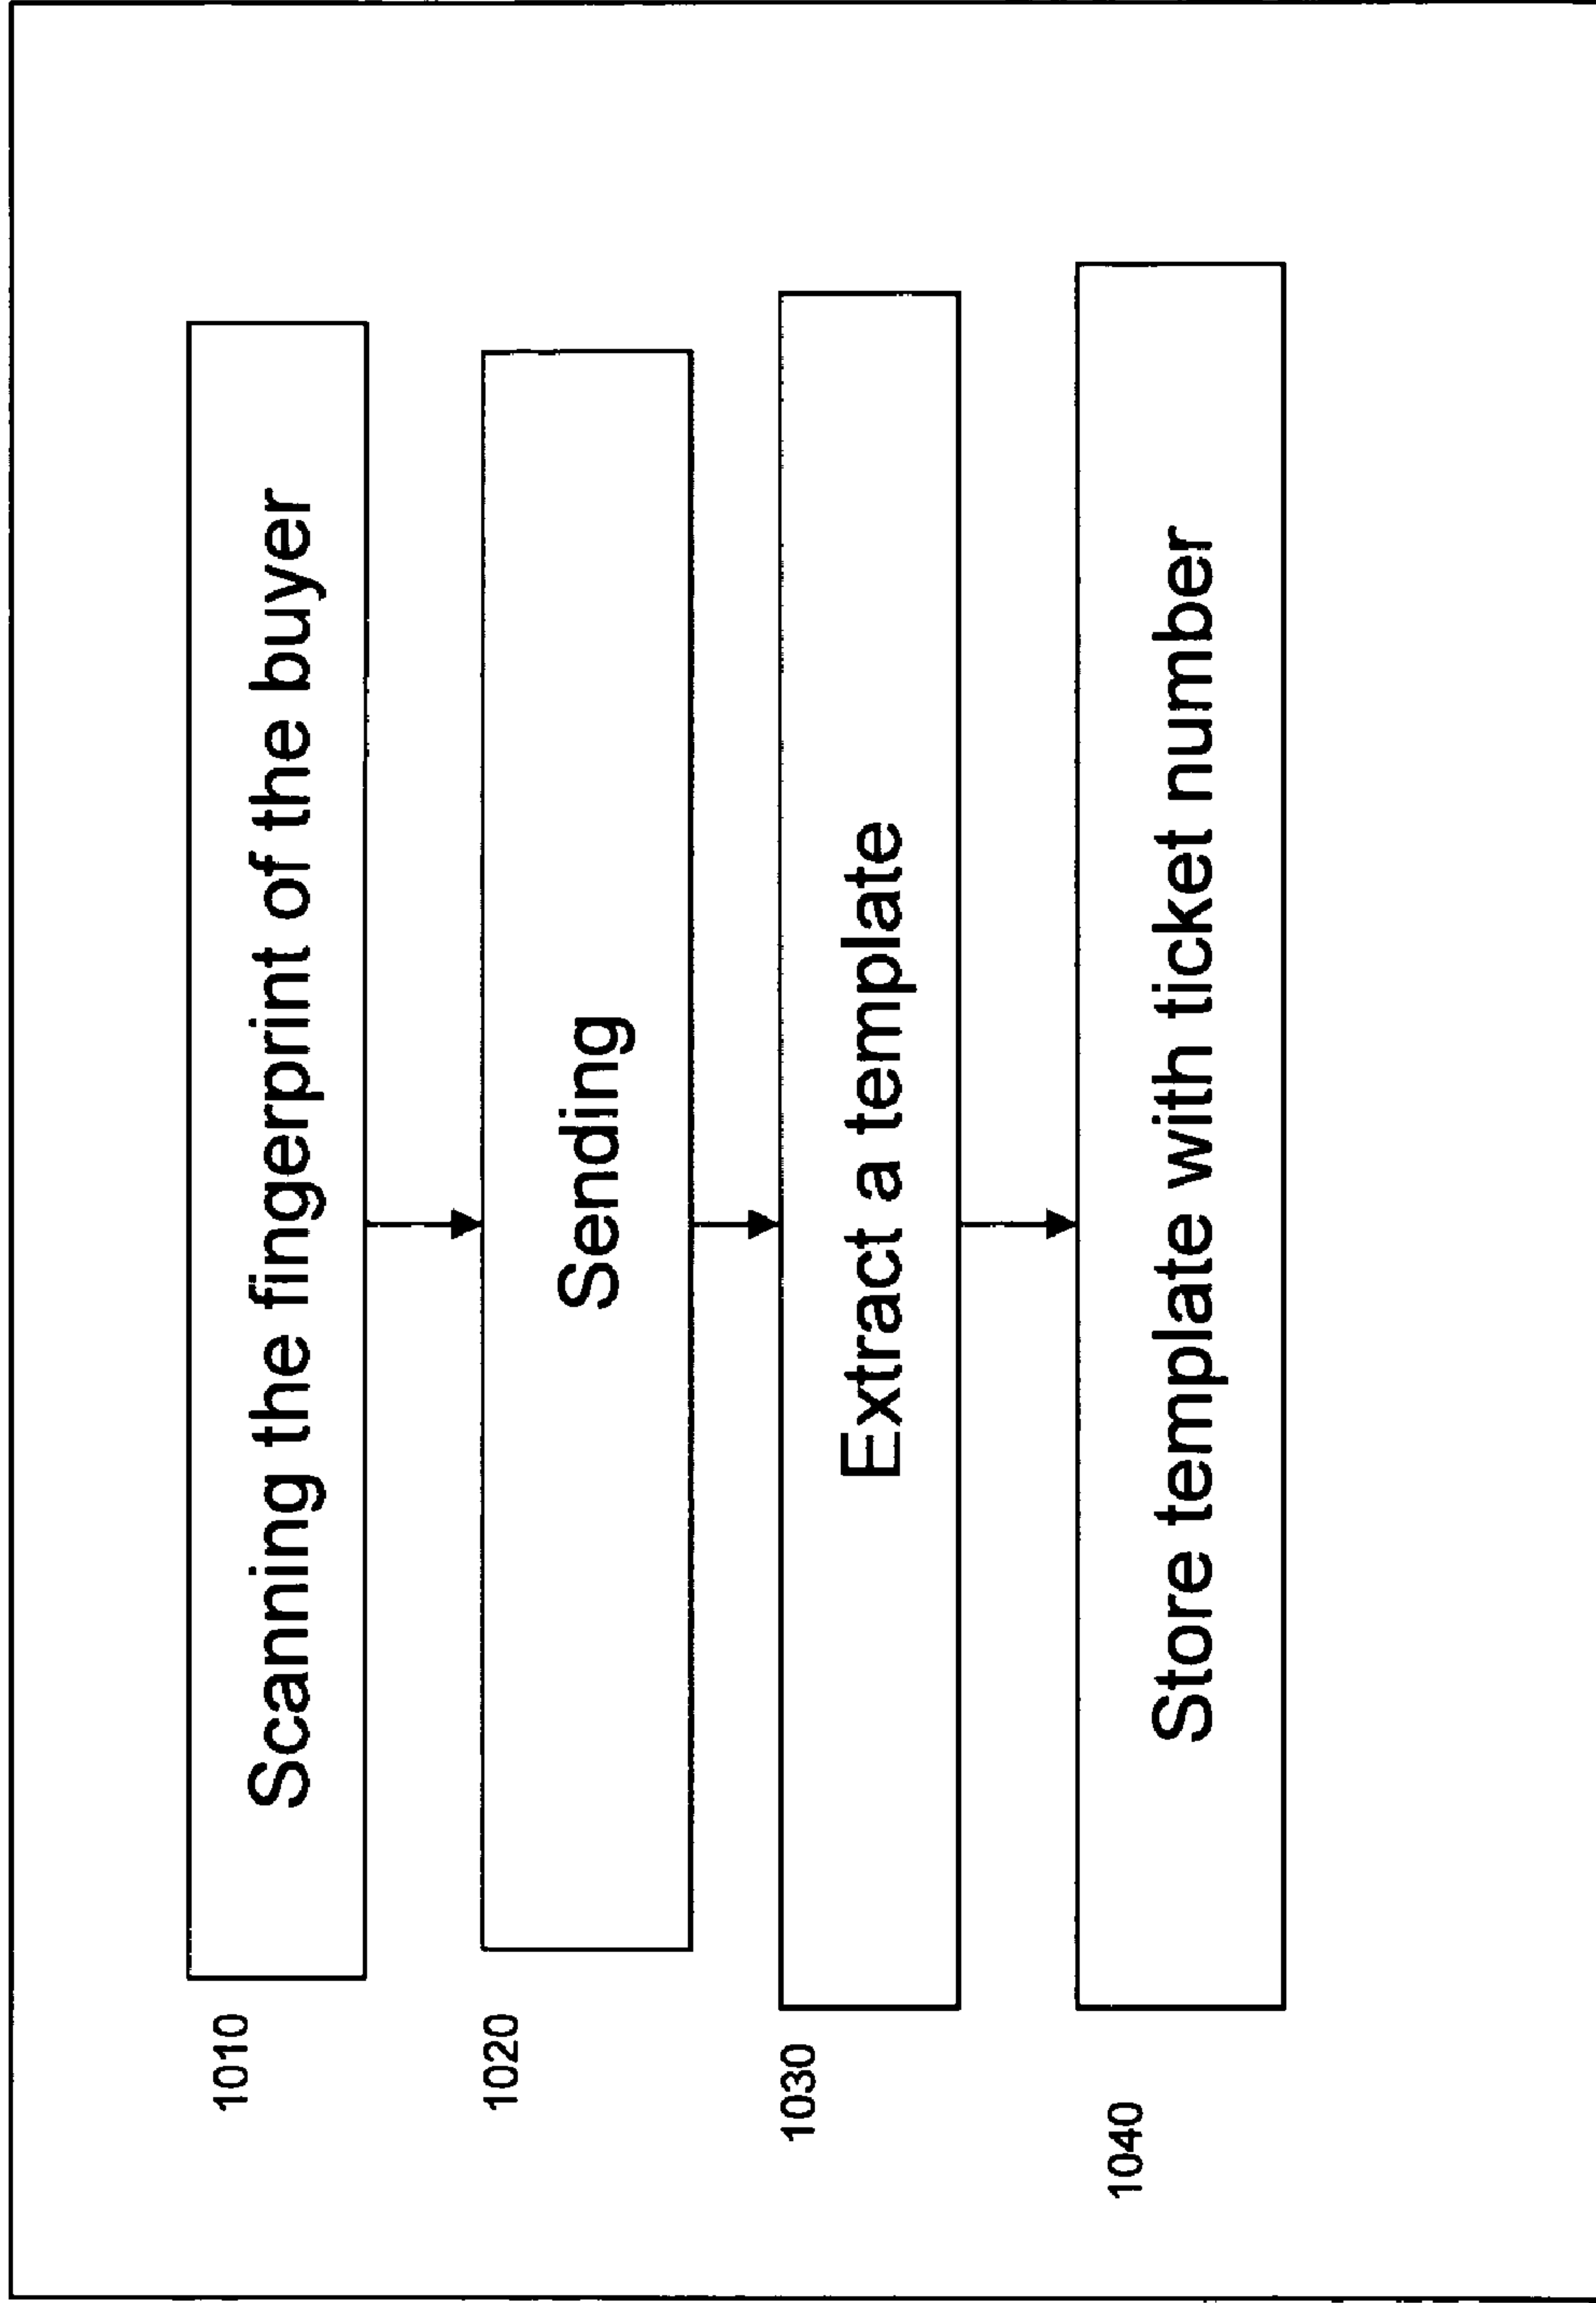 1010
Scanning the fingerprint of the buyer
1020
Sending
1030
Extract a template
1040
Store template with ticket number